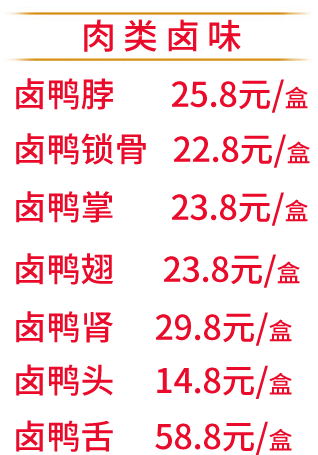 肉类卤味
卤鸭脖 25.8元/盒
卤鸭锁骨 22.8元/盒
卤鸭掌 23.8元/盒
卤鸭翅 23.8元/盒
卤鸭肾 29.8元/盒
卤鸭头 14.8元/盒
卤鸭舌 58.8元/盒